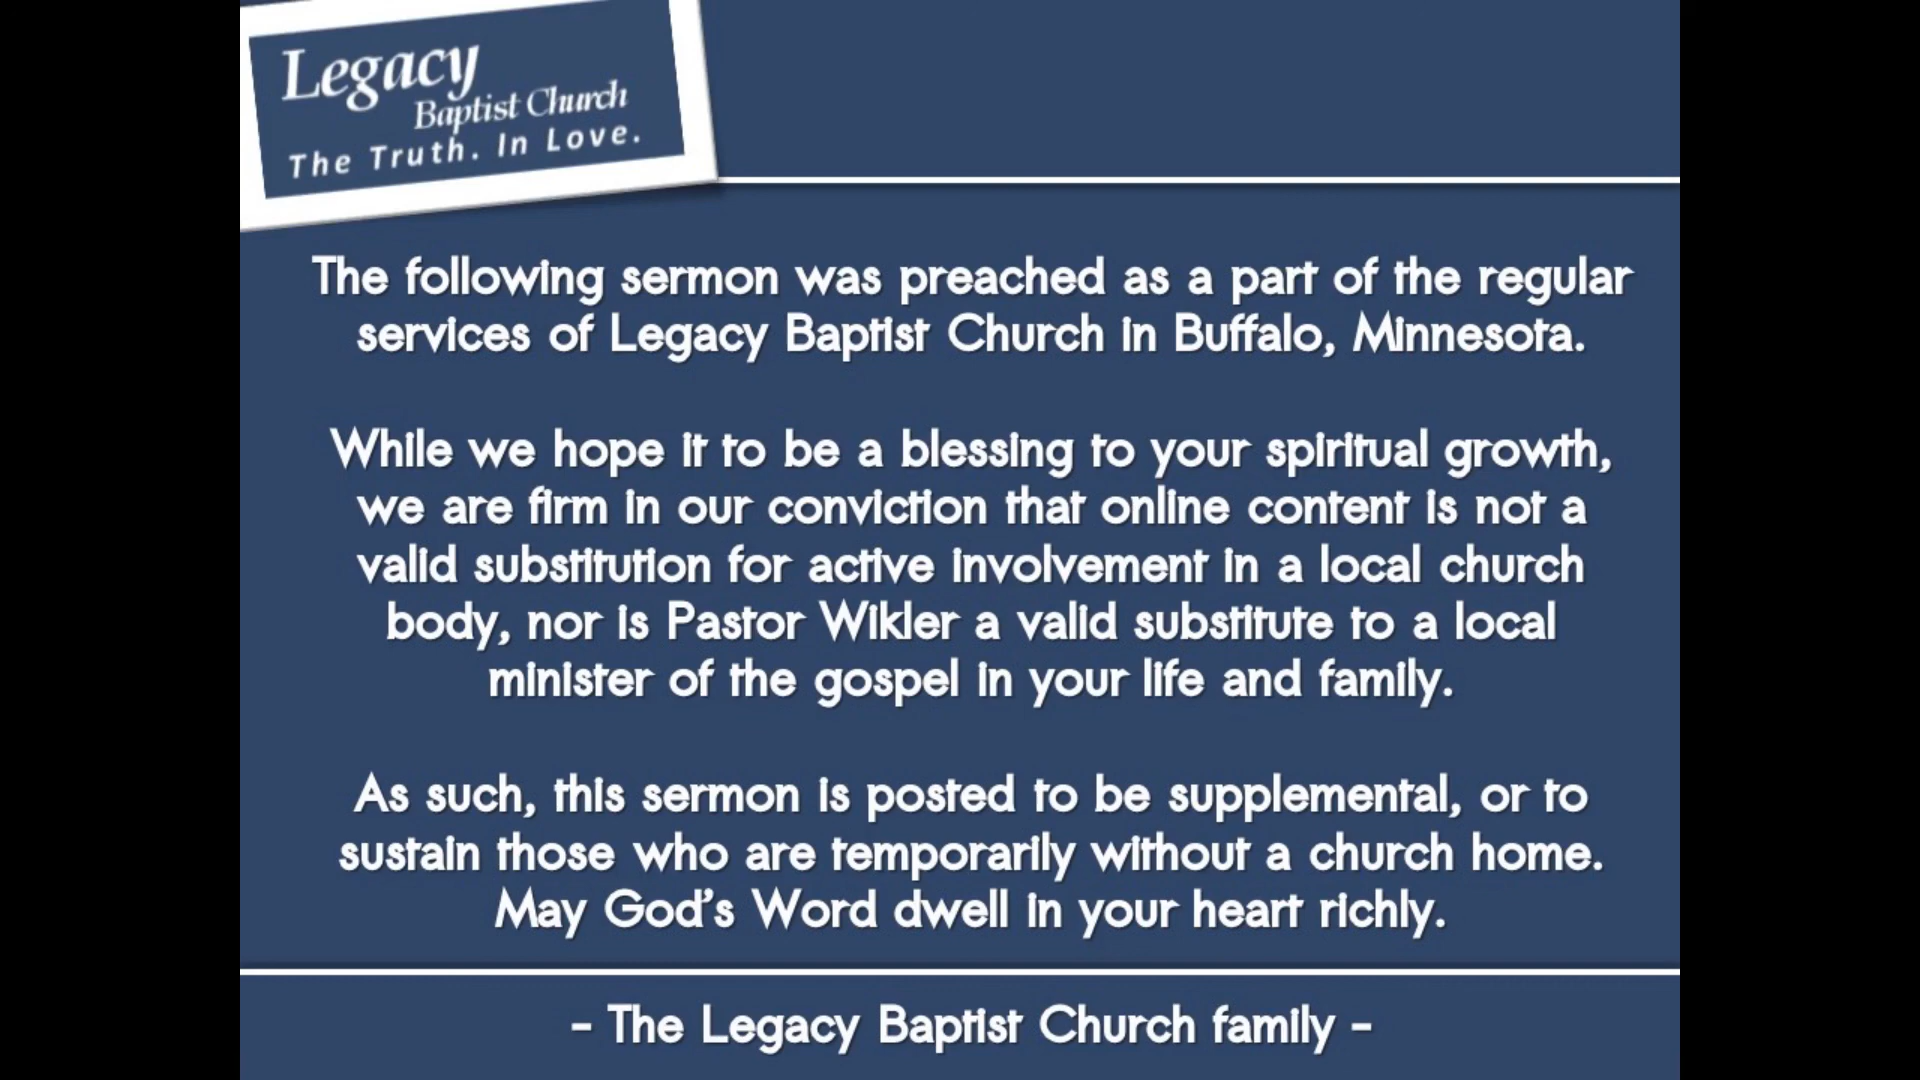 Legacy
Baptist Church
The Truth. In Love.
The following sermon was preached as a part of the regular
services of Legacy Baptist Church in Buffalo, Minnesota.
While we hope it to be a blessing to your spiritual growth,
we are firm in our conviction that online content is not a
valid substitution for active involvement in a local church
body, nor is Pastor Wikler a valid substitute to a local
minister of the gospel in your life and family.
As such, this sermon is posted to be supplemental, or to
sustain those who are temporarily without a church home.
May God's Word dwell in your heart richly.
- The Legacy Baptist Church family -